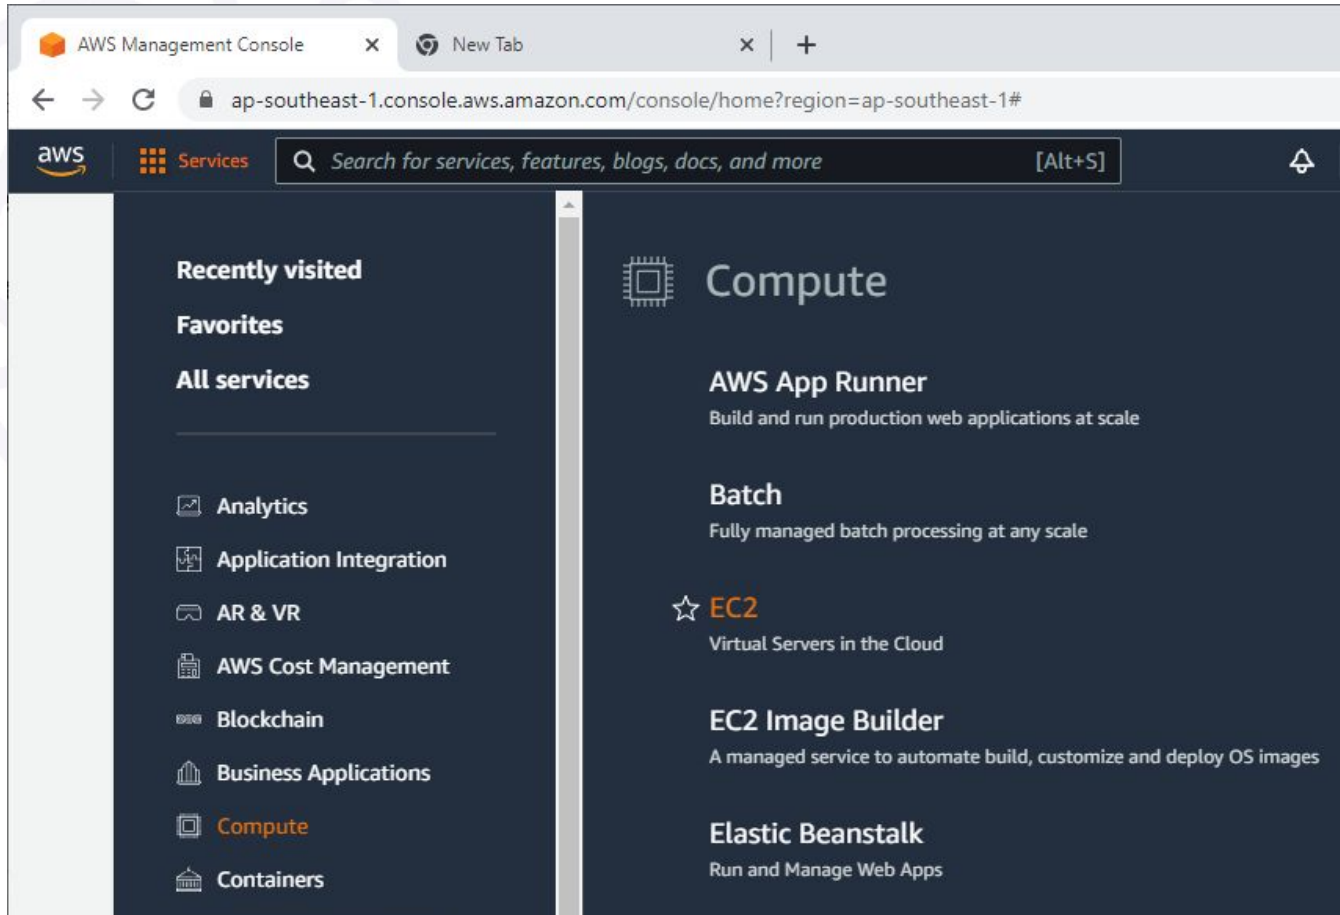 AWS Management Console
New Tab
ap-southeast-1.console.aws.amazon.com/console/home?region=ap-southeast-1#
aws
Services
Search for services, features, blogs, docs, and more [Alt+S]
Recently visited
Favorites
All services
Analytics
Application Integration
AR & VR
AWS Cost Management
Blockchain
Business Applications
Compute
Containers
Compute
AWS App Runner
Build and run production web applications at scale
Batch
Fully managed batch processing at any scale
EC2
Virtual Servers in the Cloud
EC2 Image Builder
A managed service to automate build, customize and deploy OS images
Elastic Beanstalk
Run and Manage Web Apps